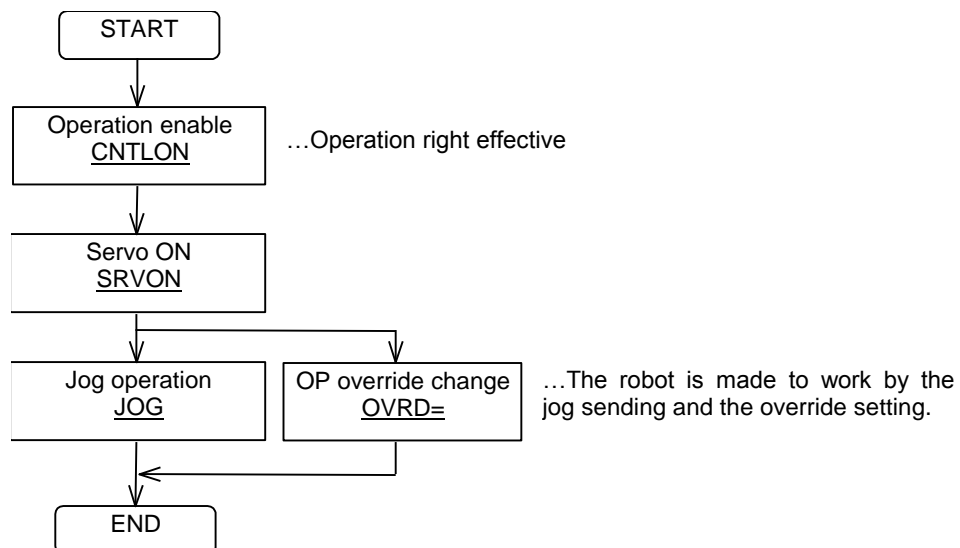 START
Operation enable
CNTLON
…Operation right effective
Servo ON
SRVON
Jog operation
JOG
OP override change
OVRD=
…The robot is made to work by the
jog sending and the override setting.
END